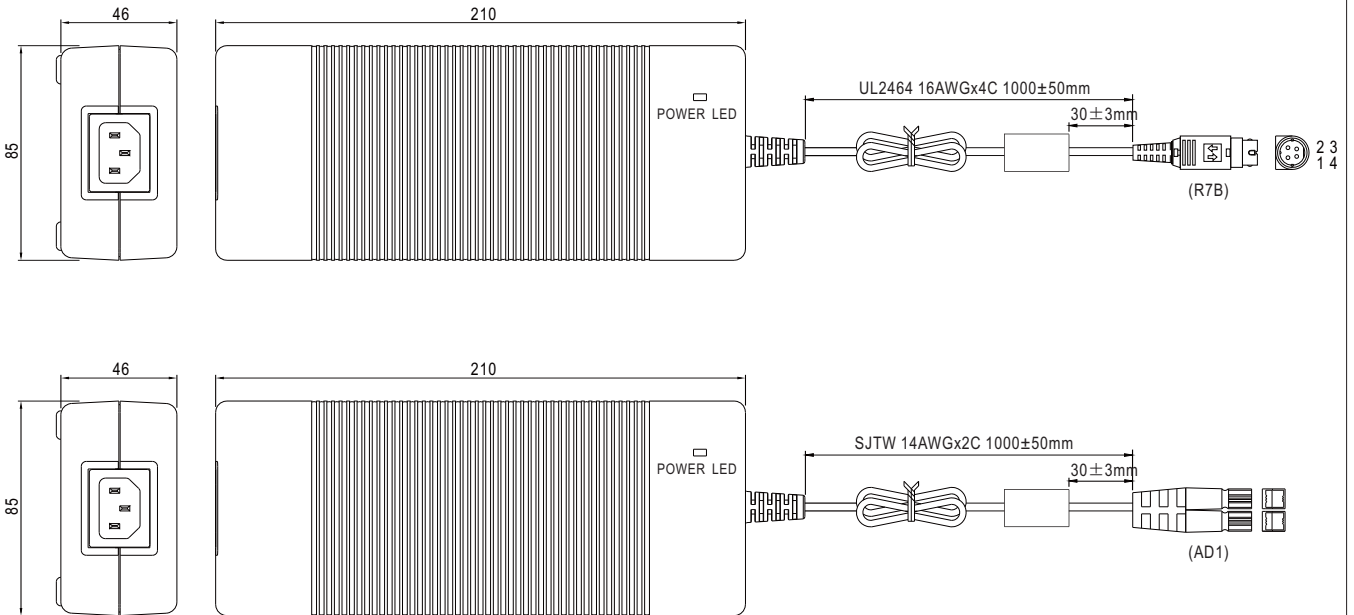 46
210
85
POWER LED
UL2464 16AWGx4C 1000±50mm
30±3mm
2 3
1 4
(R7B)
46
210
85
POWER LED
SJTW 14AWGx2C 1000±50mm
30±3mm
(AD1)